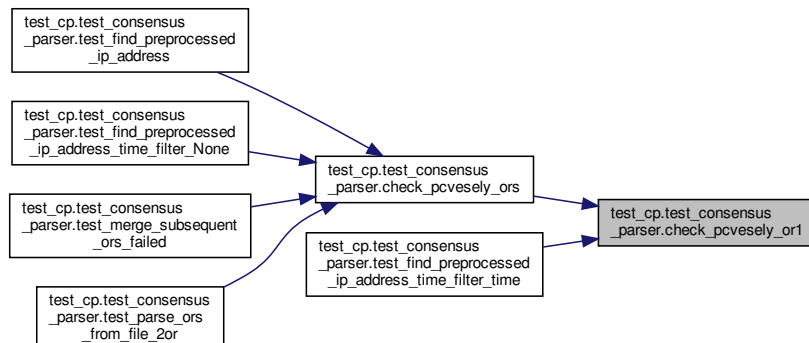 test_cp.test_consensus
_parser.test_find_preprocessed
_ip_address
test_cp.test_consensus
_parser.test_find_preprocessed
_ip_address_time_filter_None
test_cp.test_consensus
_parser.check_pcvesely_ors
test_cp.test_consensus
_parser.test_merge_subsequent
_ors_failed
test_cp.test_consensus
_parser.check_pcvesely_or1
test_cp.test_consensus
_parser.test_find_preprocessed
_ip_address_time_filter_time
test_cp.test_consensus
_parser.test_parse_ors
_from_file_2or